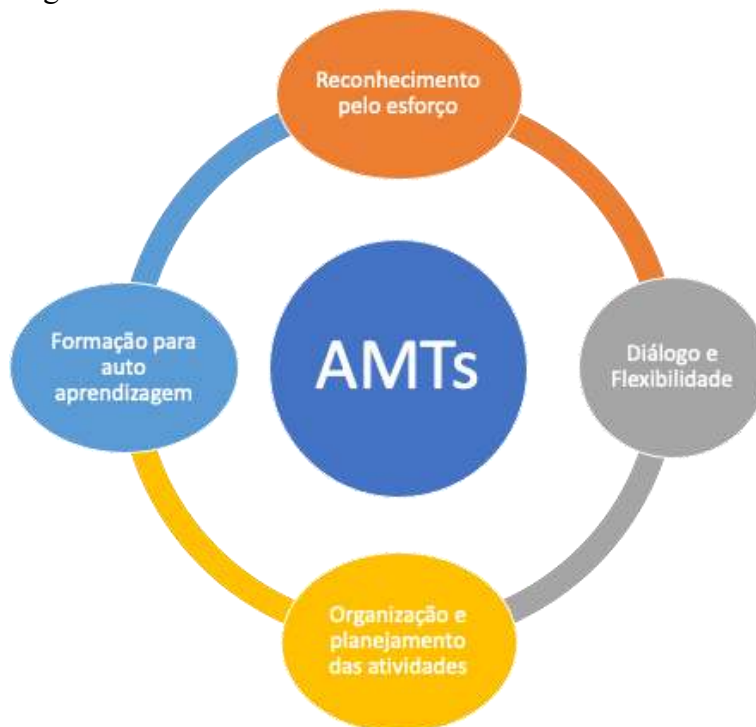 Reconhecimento
pelo esforço
Formação para
auto
aprendizagem
AMTs
Diálogo e
Flexibilidade
Organização e
planejamento
das atividades